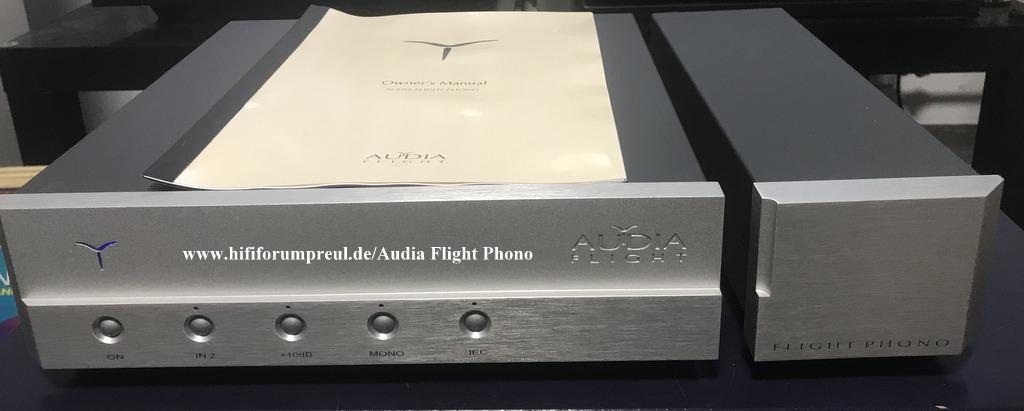 Owner's Manual
AUDIA FLIGHT PHONO
AUDIA
FLIGHT
www.hififorumpreul.de/Audia Flight Phono
AUDIA
FLIGHT
ON
IN 2
+10dB
MONO
IEC
FLIGHT PHONO